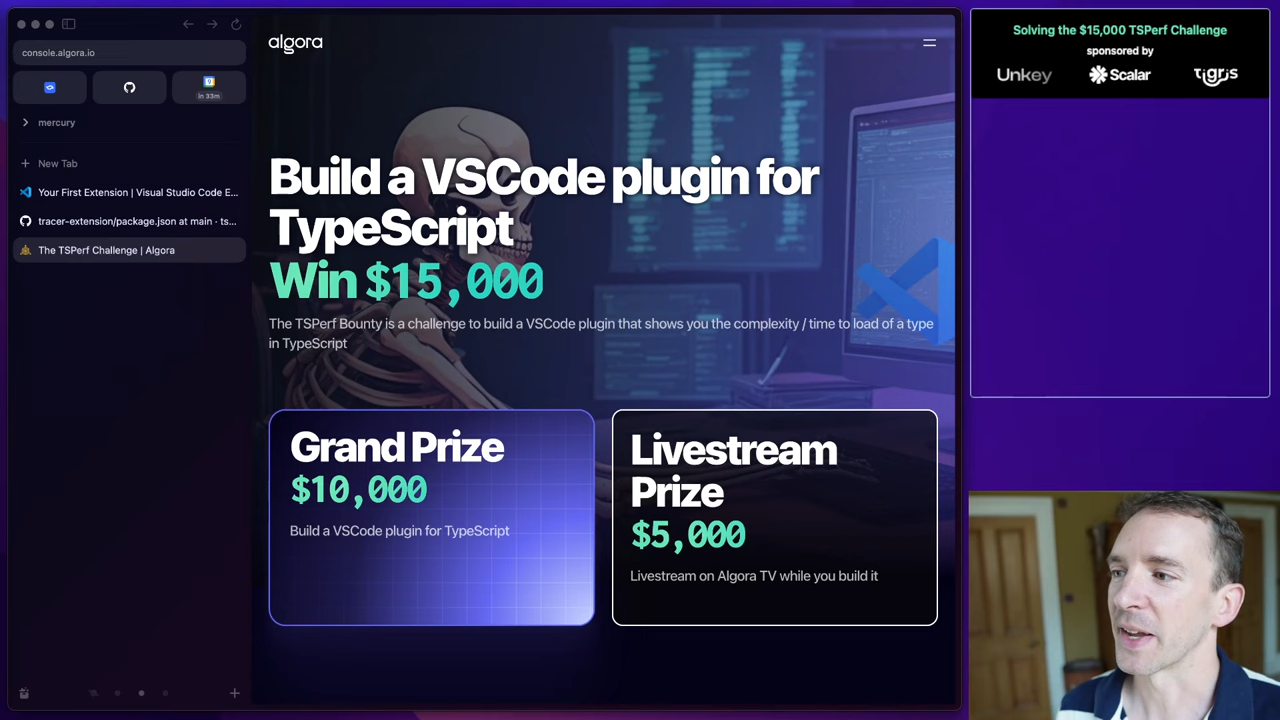 console.algora.io
in 33m
mercury
New Tab
Your First Extension | Visual Studio Code E...
tracer-extension/package.json at main · ts...
The TSPerf Challenge | Algora
algora
Build a VSCode plugin for
TypeScript
Win $15,000
The TSPerf Bounty is a challenge to build a VSCode plugin that shows you the complexity / time to load of a type
in TypeScript
Grand Prize
$10,000
Build a VSCode plugin for TypeScript
Livestream
Prize
$5,000
Livestream on Algora TV while you build it
Solving the $15,000 TSPerf Challenge
sponsored by
Unkey
Scalar
tigris